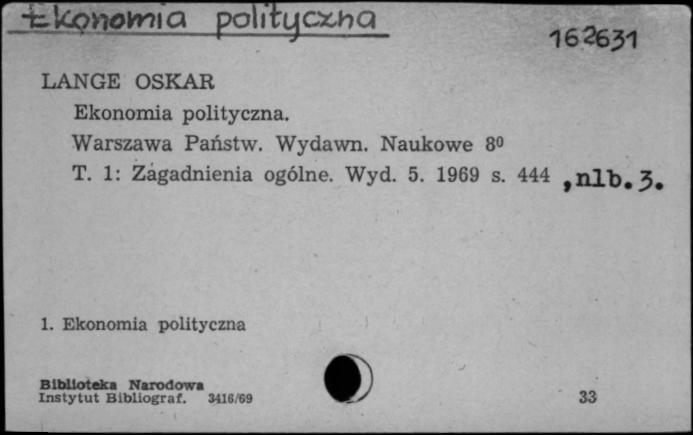 Ekonomia polityczna
162631
LANGE OSKAR
Ekonomia polityczna.
Warszawa Państw. Wydawn. Naukowe 8⁰
T. 1: Zagadnienia ogólne. Wyd. 5. 1969 s. 444 , nlb. 3.
1. Ekonomia polityczna
Biblioteka Narodowa
Instytut Bibliograf. 3416/69
33